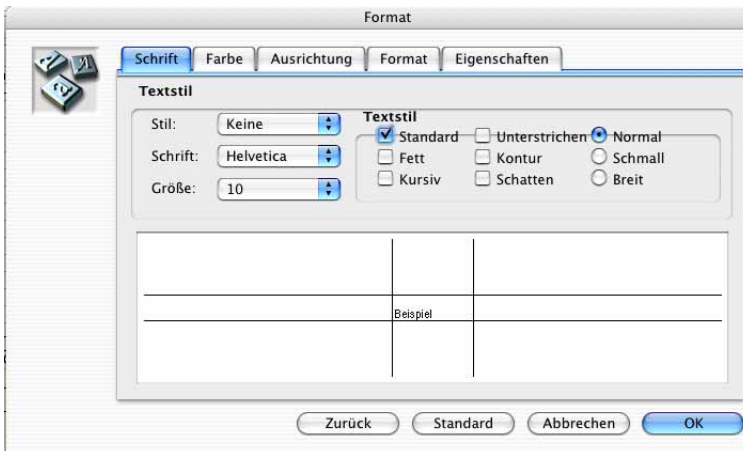 Format
Schrift Farbe Ausrichtung Format Eigenschaften
Textstil
Stil: Keine
Schrift: Helvetica
Größe: 10
Textstil
Standard Unterstrichen Normal
Fett Kontur Schmall
Kursiv Schatten Breit
Beispiel
Zurück Standard Abbrechen OK